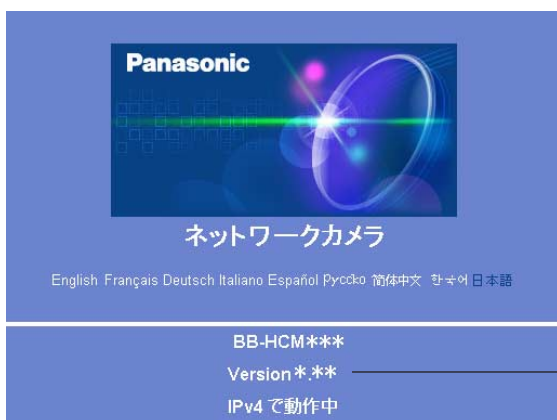 Panasonic
ネットワークカメラ
English Français Deutsch Italiano Español Русско 简体中文 한국어 日本語
BB-HCM***
Version*.**
IPv4 で動作中